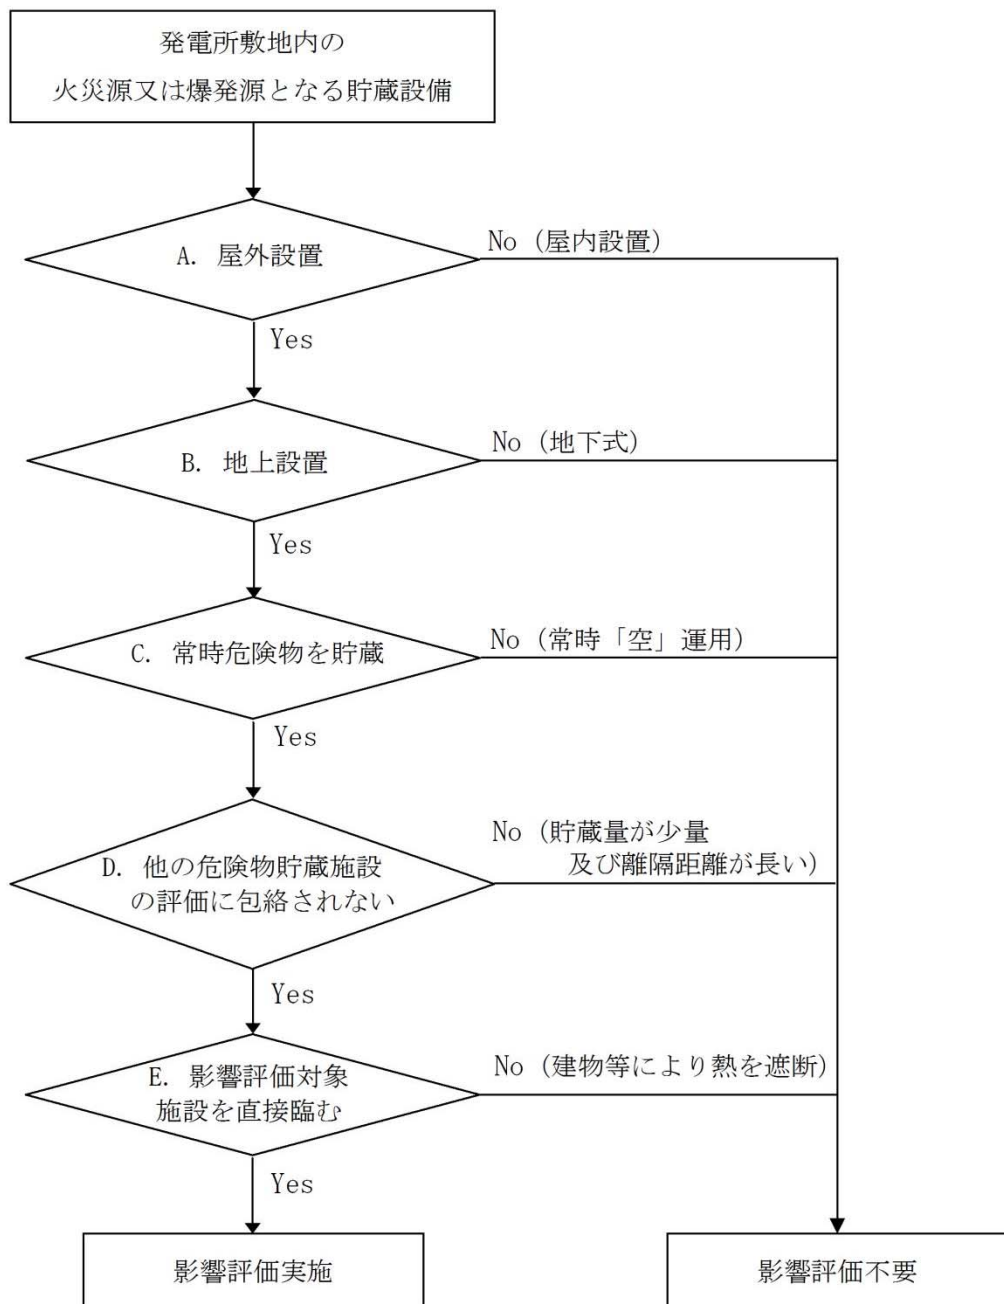 発電所敷地内の
火災源又は爆発源となる貯蔵設備
A. 屋外設置
No (屋内設置)
Yes
B. 地上設置
No (地下式)
Yes
C. 常時危険物を貯蔵
No (常時「空」運用)
Yes
D. 他の危険物貯蔵施設
の評価に包絡されない
No (貯蔵量が少量
及び離隔距離が長い)
Yes
E. 影響評価対象
施設を直接臨む
No (建物等により熱を遮断)
Yes
影響評価実施
影響評価不要